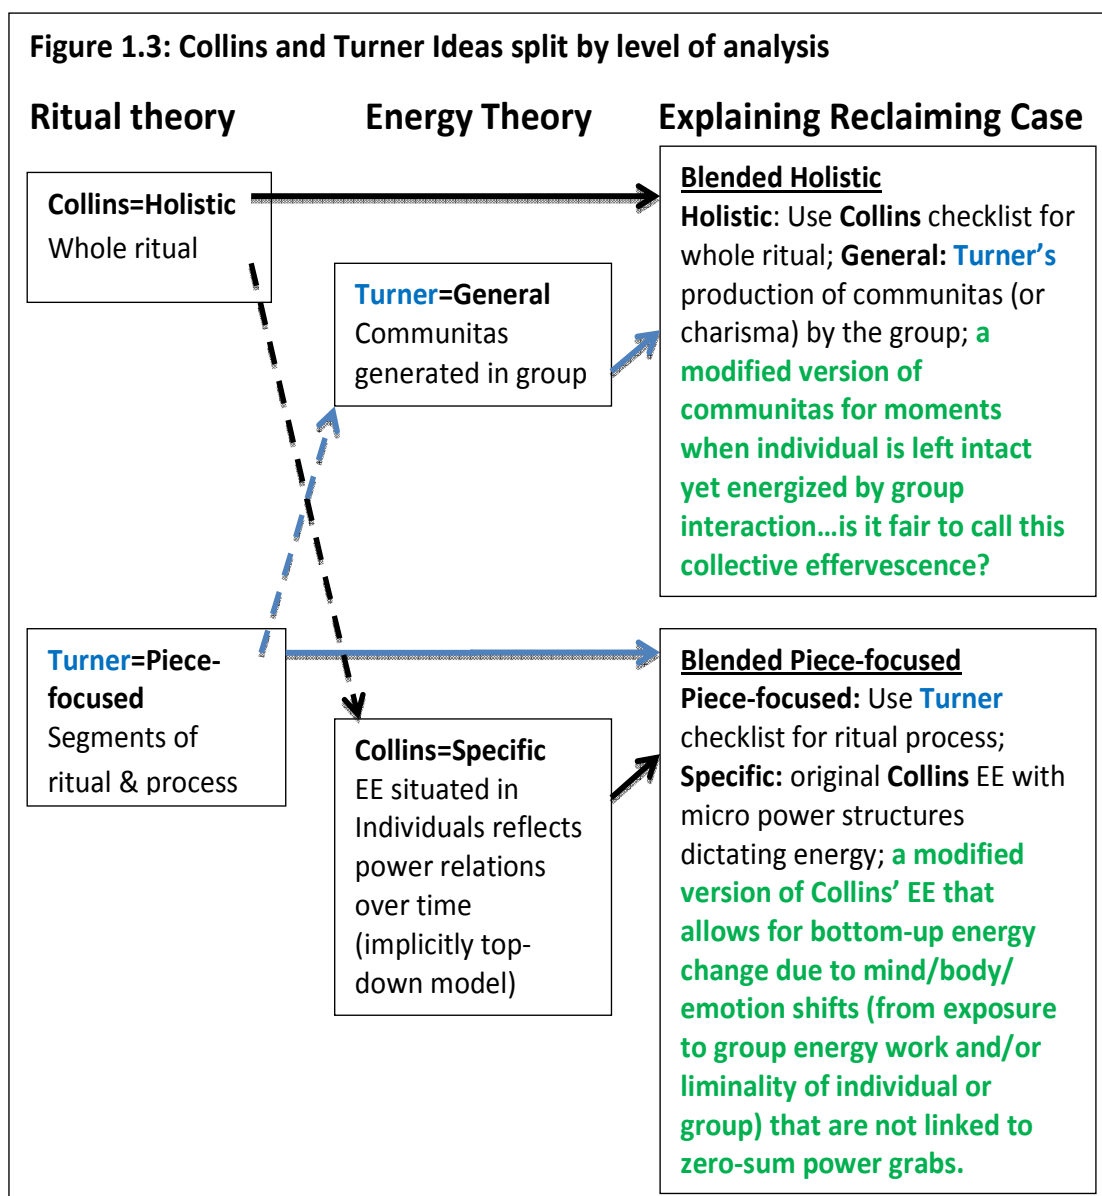 Figure 1.3: Collins and Turner Ideas split by level of analysis
Ritual theory
Energy Theory
Explaining Reclaiming Case
Collins=Holistic
Whole ritual
Turner=General
Communitas
generated in group
Blended Holistic
Holistic: Use Collins checklist for
whole ritual; General: Turner’s
production of communitas (or
charisma) by the group; a
modified version of
communitas for moments
when individual is left intact
yet energized by group
interaction…is it fair to call this
collective effervescence?
Turner=Piece-
focused
Segments of
ritual & process
Collins=Specific
EE situated in
Individuals reflects
power relations
over time
(implicitly top-
down model)
Blended Piece-focused
Piece-focused: Use Turner
checklist for ritual process;
Specific: original Collins EE with
micro power structures
dictating energy; a modified
version of Collins’ EE that
allows for bottom-up energy
change due to mind/body/
emotion shifts (from exposure
to group energy work and/or
liminality of individual or
group) that are not linked to
zero-sum power grabs.